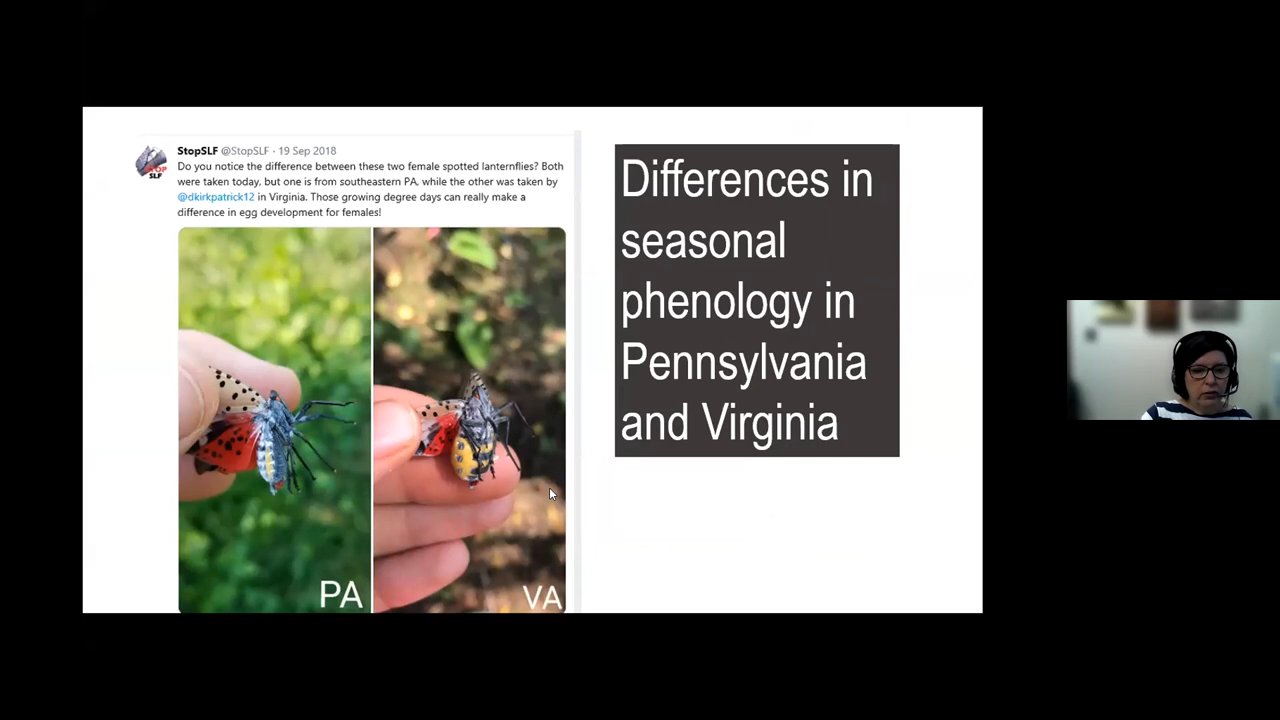 StopSLF @StopSLF · 19 Sep 2018
Do you notice the difference between these two female spotted lanternflies? Both
were taken today, but one is from southeastern PA, while the other was taken by
@dkirkpatrick12 in Virginia. Those growing degree days can really make a
difference in egg development for females!
STOP
SLF
PA
VA
Differences in
seasonal
phenology in
Pennsylvania
and Virginia